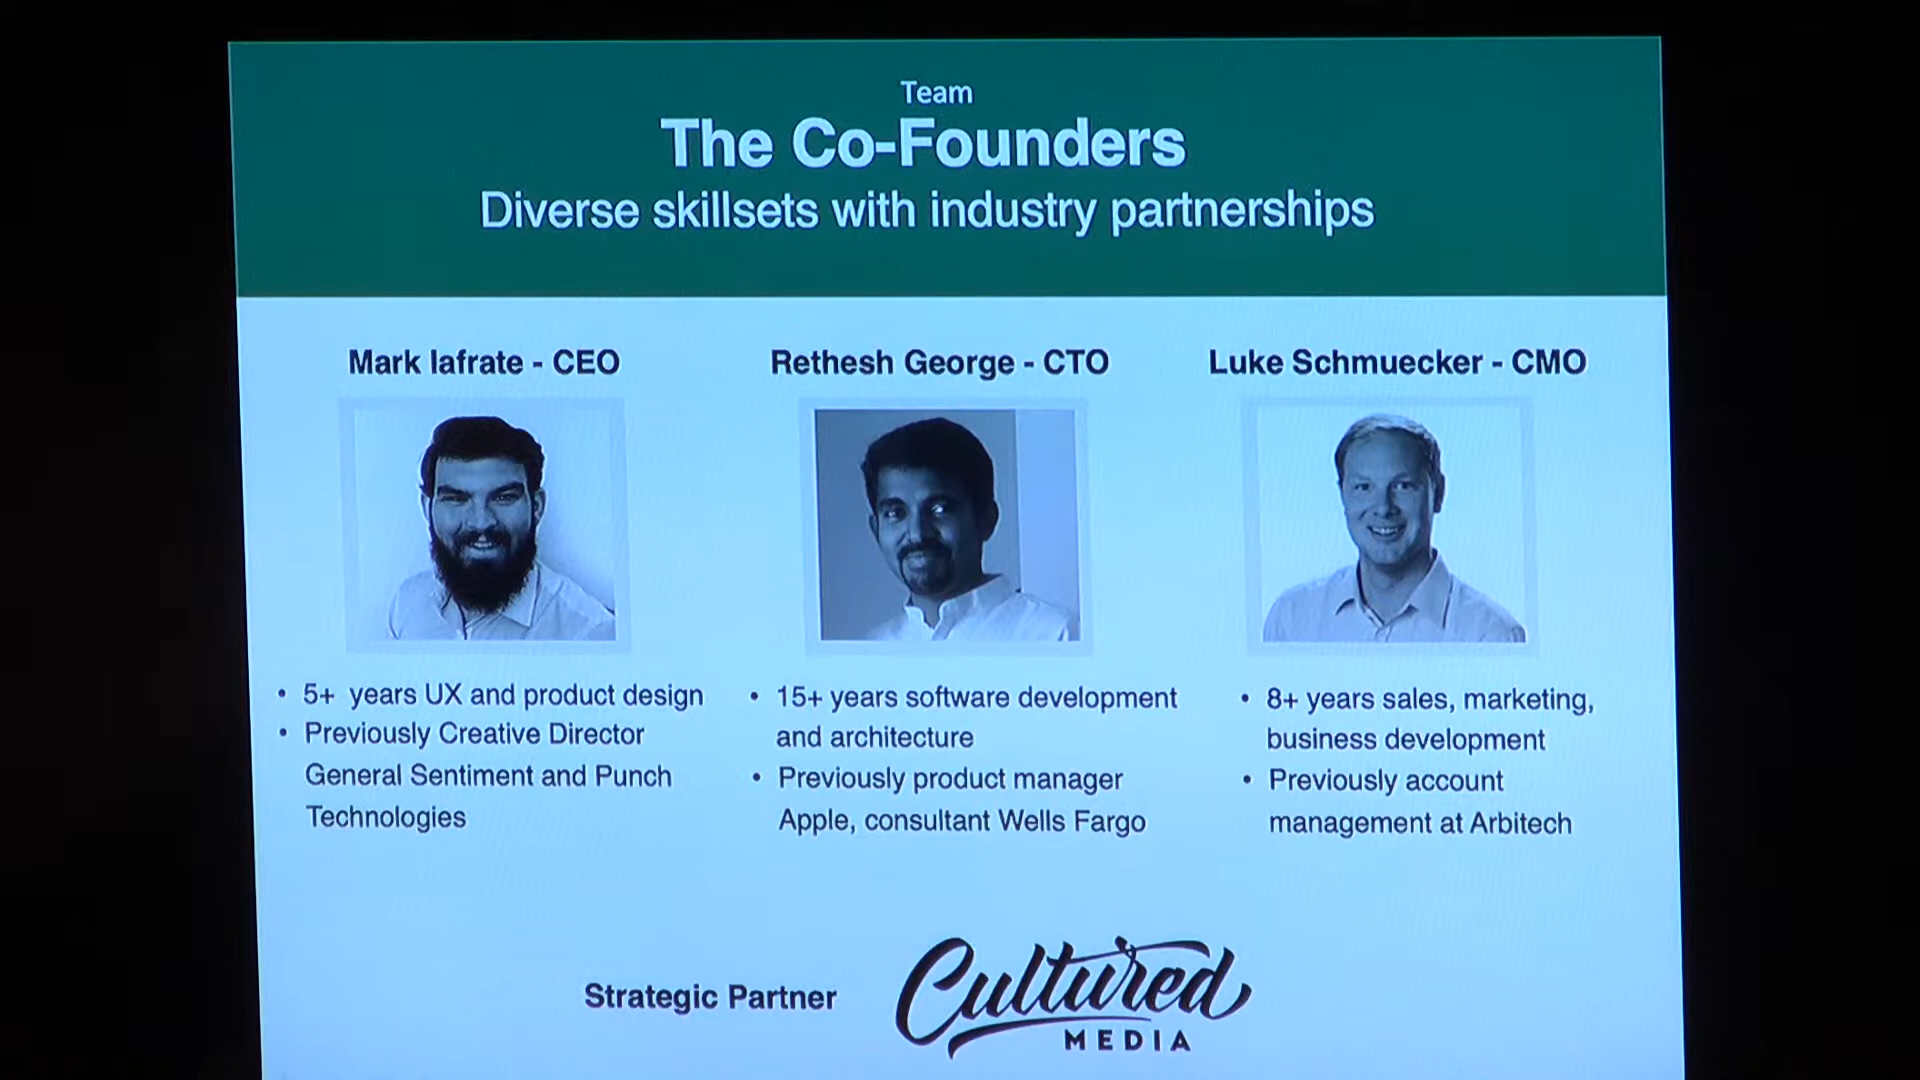 Team
The Co-Founders
Diverse skillsets with industry partnerships
Mark Iafrate - CEO
• 5+ years UX and product design
• Previously Creative Director
General Sentiment and Punch
Technologies
Rethesh George - CTO
• 15+ years software development
and architecture
• Previously product manager
Apple, consultant Wells Fargo
Luke Schmuecker - CMO
• 8+ years sales, marketing,
business development
• Previously account
management at Arbitech
Strategic Partner
Cultured
MEDIA